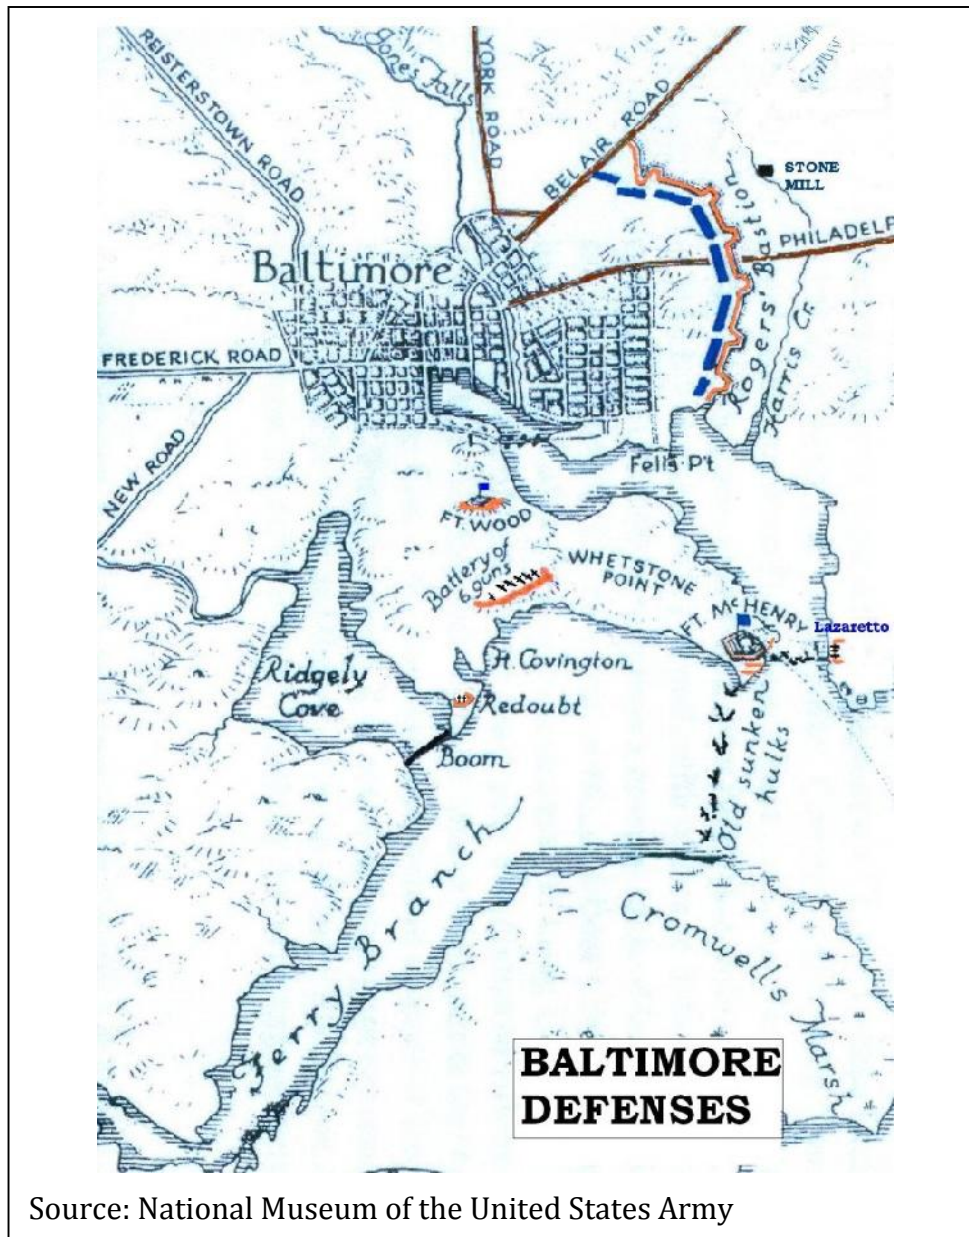 Jones Falls
REISTERSTOWN ROAD
YORK ROAD
BELAIR ROAD
STONE
MILL
Rogers' Bastion
PHILADELP
Baltimore
Harris Cr.
FREDERICK ROAD
NEW ROAD
Fells P't
FT. WOOD
Battery of
6 guns
WHETSTONE
POINT
FT. McHENRY
Lazaretto
Ft. Covington
Ridgely
Cove
Redoubt
Boom
Old sunken
hulks
Ferry Branch
Cromwells Marsh
BALTIMORE
DEFENSES
Source: National Museum of the United States Army